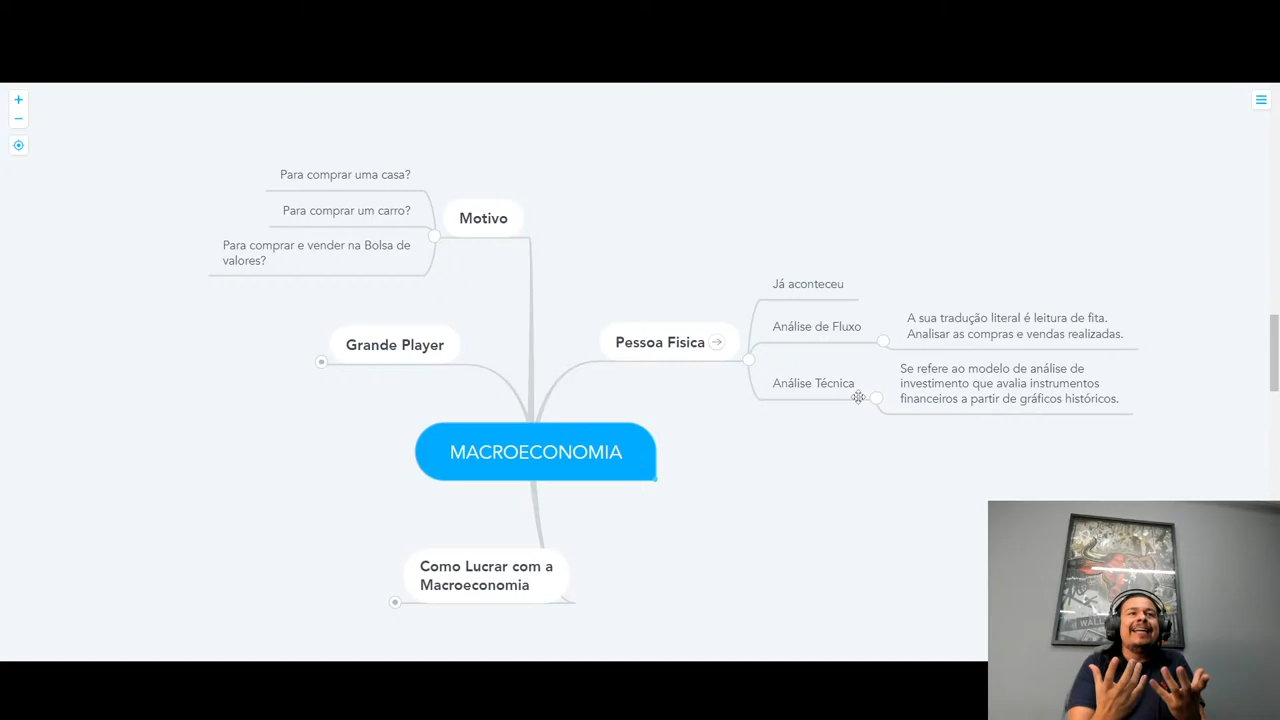 Para comprar uma casa?
Para comprar um carro?
Para comprar e vender na Bolsa de
valores?
Motivo
Grande Player
Pessoa Fisica
Já aconteceu
Análise de Fluxo
A sua tradução literal é leitura de fita.
Analisar as compras e vendas realizadas.
Análise Técnica
Se refere ao modelo de análise de
investimento que avalia instrumentos
financeiros a partir de gráficos históricos.
MACROECONOMIA
Como Lucrar com a
Macroeconomia
WALL